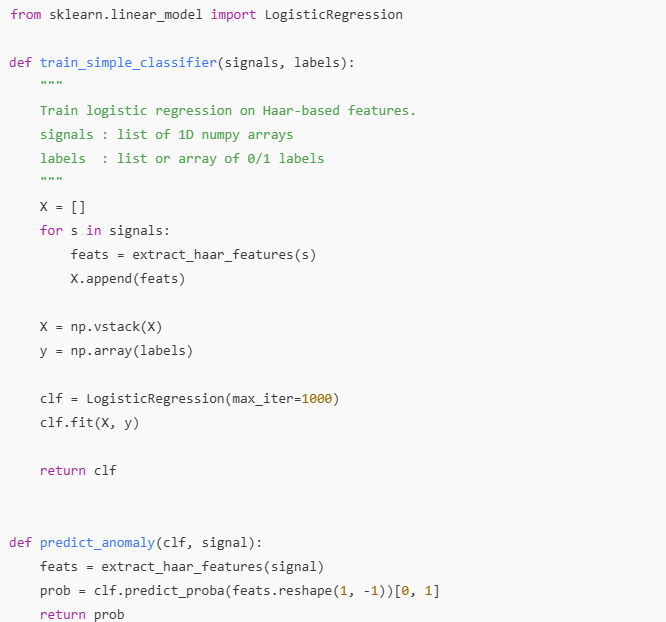 from sklearn.linear_model import LogisticRegression

def train_simple_classifier(signals, labels):
    """
    Train logistic regression on Haar-based features.
    signals : list of 1D numpy arrays
    labels  : list or array of 0/1 labels
    """
    X = []
    for s in signals:
        feats = extract_haar_features(s)
        X.append(feats)

    X = np.vstack(X)
    y = np.array(labels)

    clf = LogisticRegression(max_iter=1000)
    clf.fit(X, y)

    return clf


def predict_anomaly(clf, signal):
    feats = extract_haar_features(signal)
    prob = clf.predict_proba(feats.reshape(1, -1))[0, 1]
    return prob